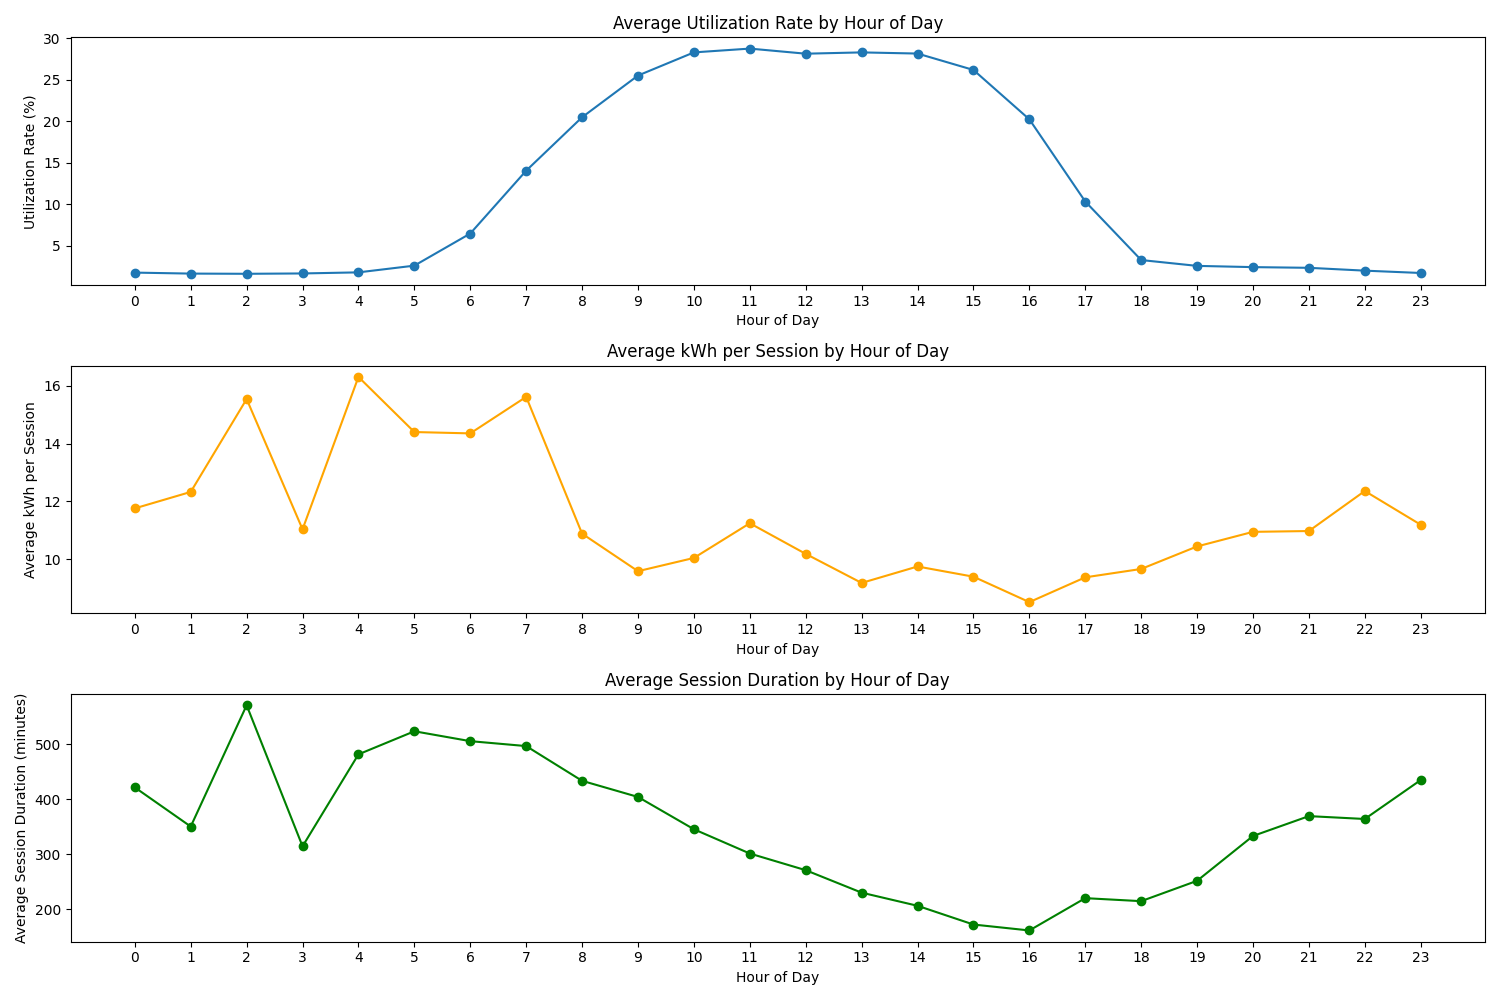 Average Utilization Rate by Hour of Day
Utilization Rate (%)
30
25
20
15
10
5
0 1 2 3 4 5 6 7 8 9 10 11 12 13 14 15 16 17 18 19 20 21 22 23
Hour of Day
Average kWh per Session by Hour of Day
Average kWh per Session
16
14
12
10
0 1 2 3 4 5 6 7 8 9 10 11 12 13 14 15 16 17 18 19 20 21 22 23
Hour of Day
Average Session Duration by Hour of Day
Average Session Duration (minutes)
500
400
300
200
0 1 2 3 4 5 6 7 8 9 10 11 12 13 14 15 16 17 18 19 20 21 22 23
Hour of Day